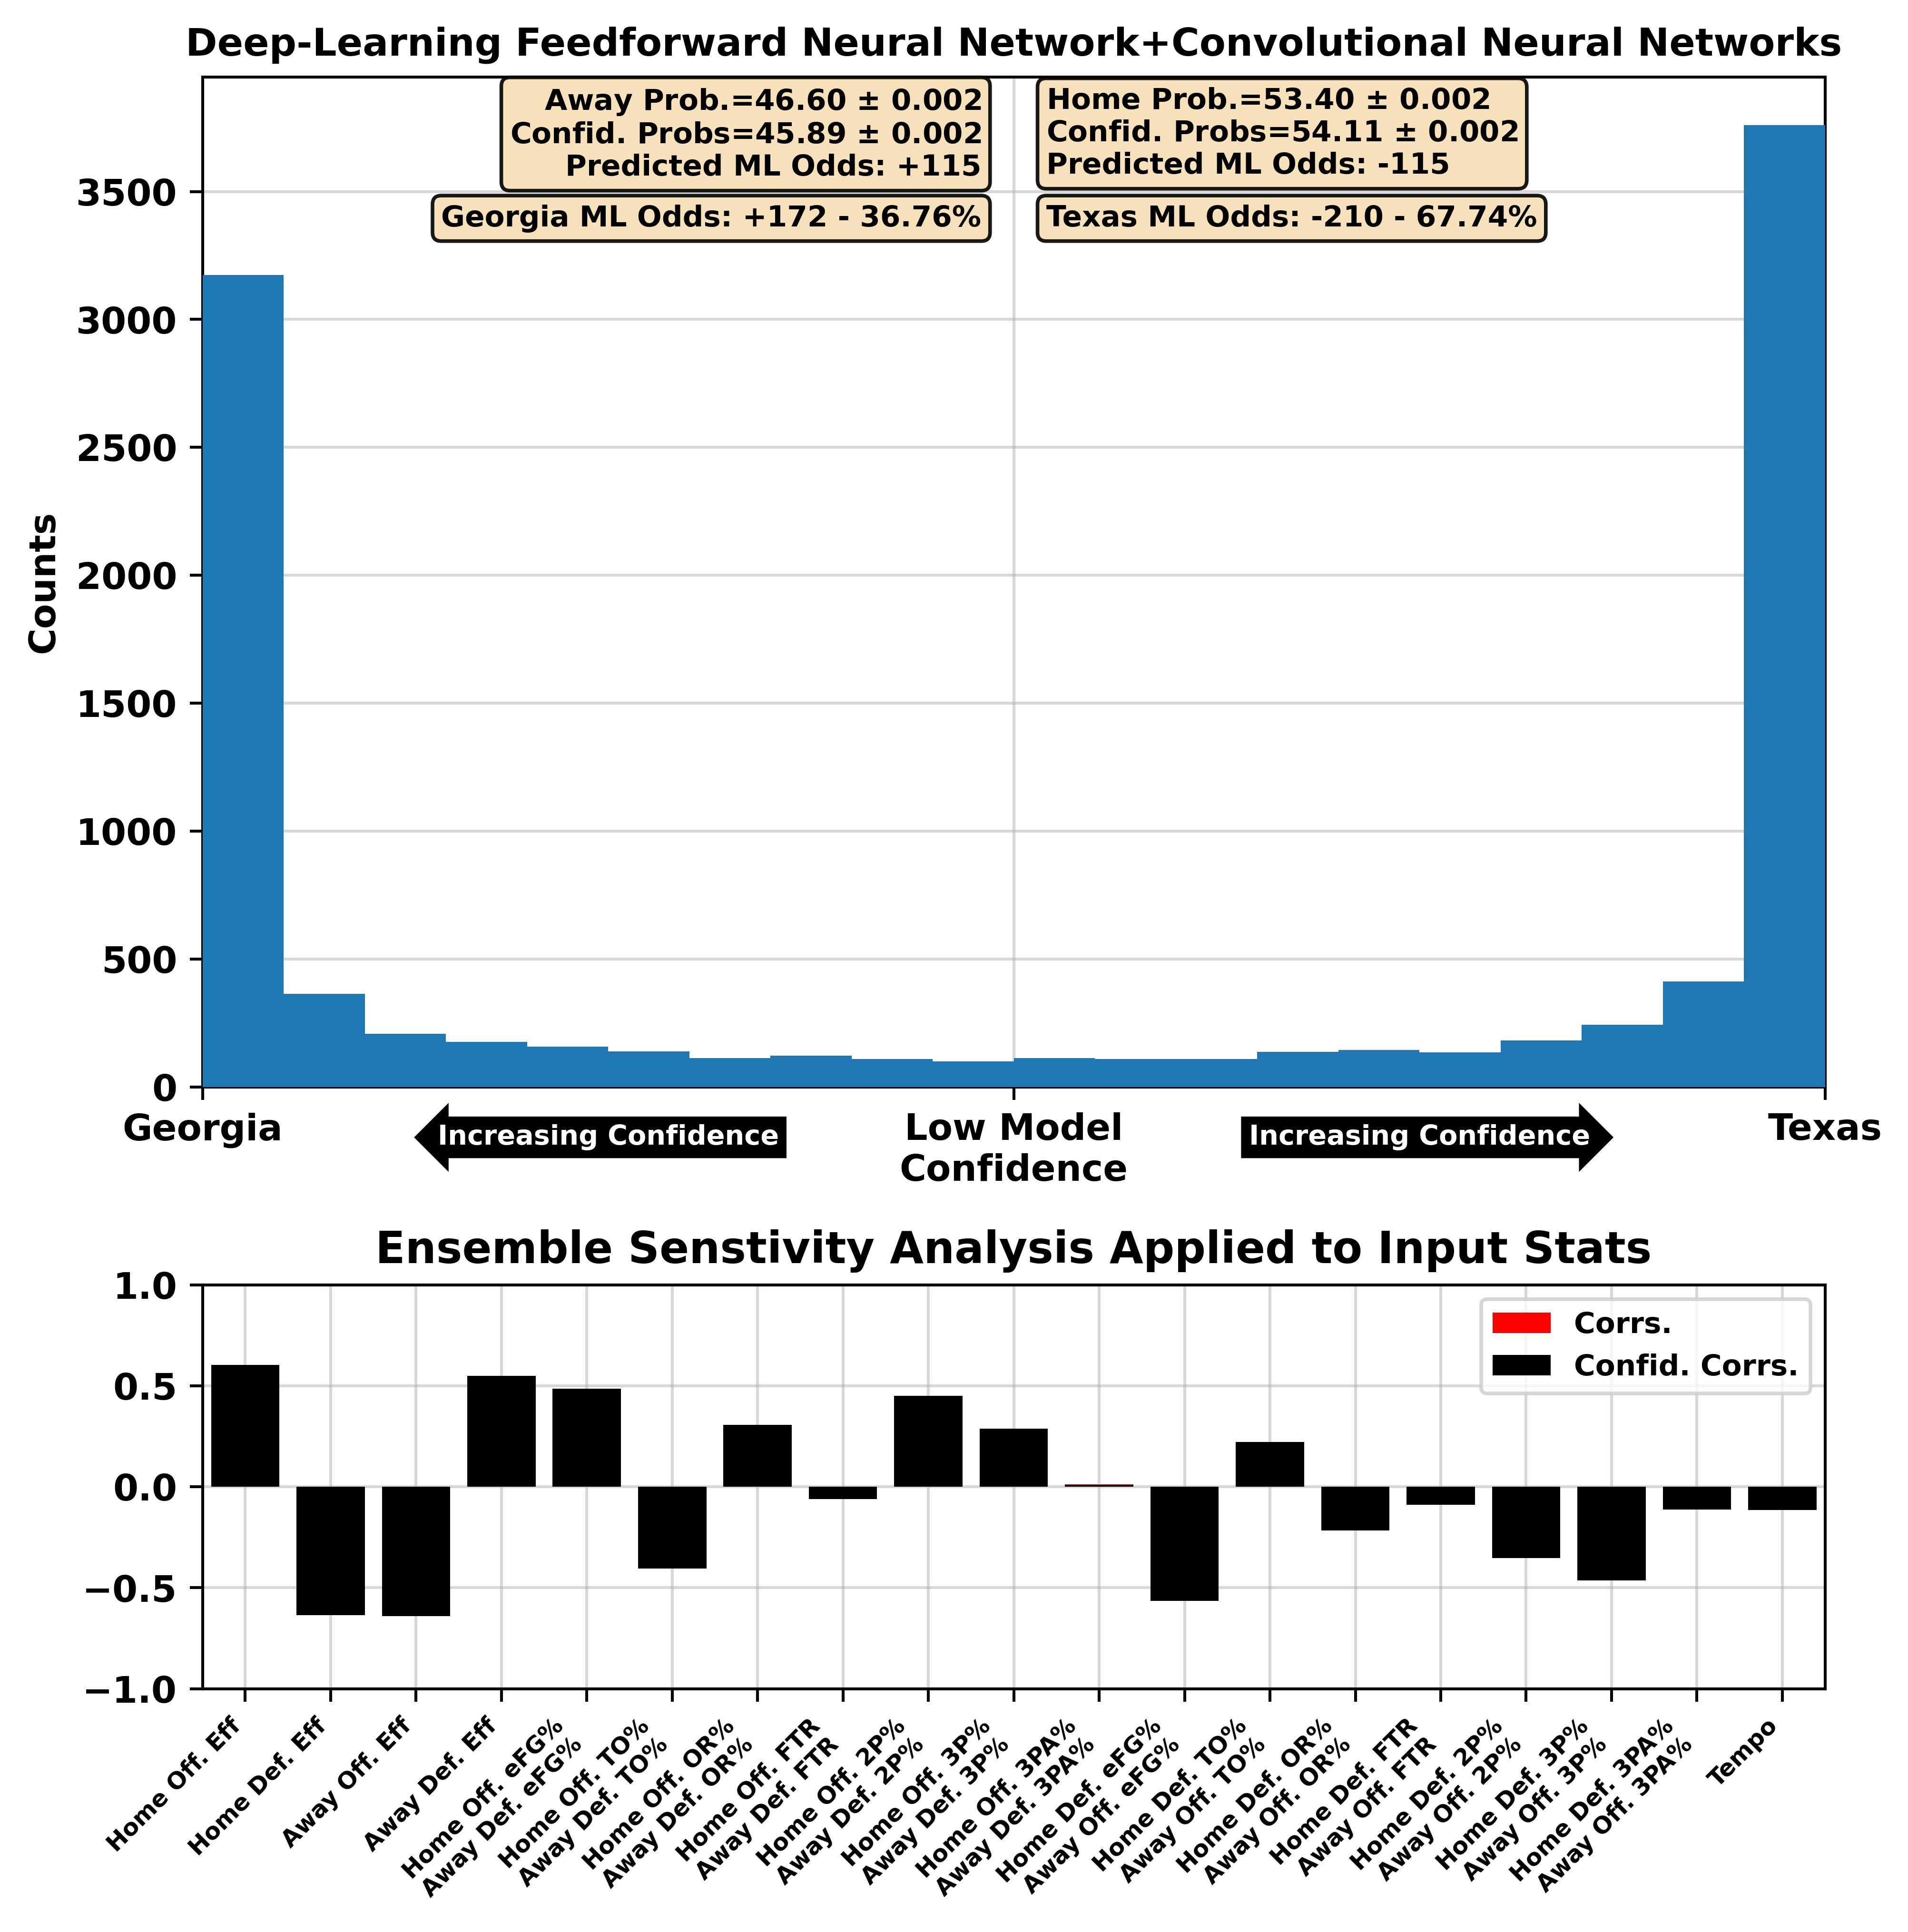 Deep-Learning Feedforward Neural Network+Convolutional Neural Networks
Away Prob.=46.60 ± 0.002
Confid. Probs=45.89 ± 0.002
Predicted ML Odds: +115
Home Prob.=53.40 ± 0.002
Confid. Probs=54.11 ± 0.002
Predicted ML Odds: -115
Georgia ML Odds: +172 - 36.76%
Texas ML Odds: -210 - 67.74%
Counts
3500
3000
2500
2000
1500
1000
500
0
Georgia
Increasing Confidence
Low Model
Confidence
Increasing Confidence
Texas
Ensemble Senstivity Analysis Applied to Input Stats
1.0
0.5
0.0
−0.5
−1.0
Corrs.
Confid. Corrs.
Home Off. Eff
Home Def. Eff
Away Off. Eff
Away Def. Eff
Home Off. eFG%
Away Def. eFG%
Home Off. TO%
Away Def. TO%
Home Off. OR%
Away Def. OR%
Home Off. FTR
Away Def. FTR
Home Off. 2P%
Away Def. 2P%
Home Off. 3P%
Away Def. 3P%
Home Off. 3PA%
Away Def. 3PA%
Home Def. eFG%
Away Off. eFG%
Home Def. TO%
Away Off. TO%
Home Def. OR%
Away Off. OR%
Home Def. FTR
Away Off. FTR
Home Def. 2P%
Away Off. 2P%
Home Def. 3P%
Away Off. 3P%
Home Def. 3PA%
Away Off. 3PA%
Tempo